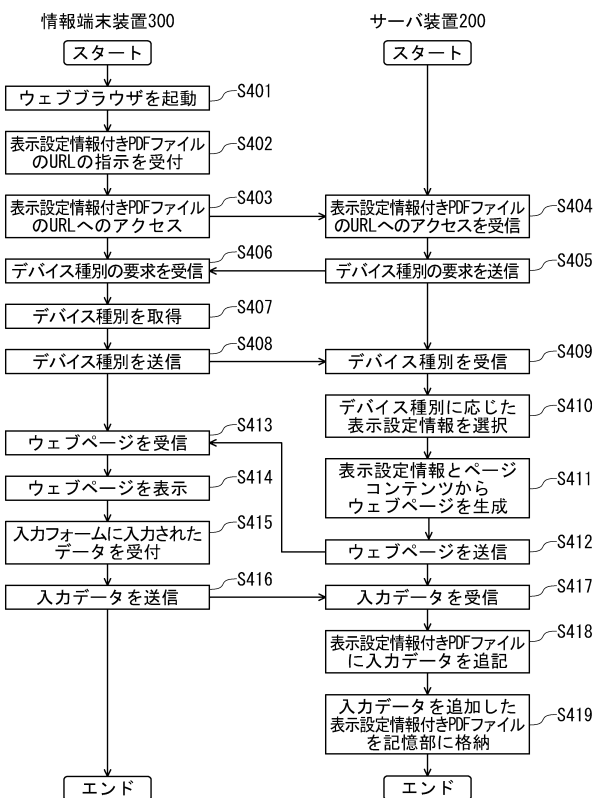 情報端末装置300
スタート
ウェブブラウザを起動
S401
表示設定情報付きPDFファイル
のURLの指示を受付
S402
表示設定情報付きPDFファイル
のURLへのアクセス
S403
デバイス種別の要求を受信
S406
デバイス種別を取得
S407
デバイス種別を送信
S408
ウェブページを受信
S413
ウェブページを表示
S414
入力フォームに入力された
データを受付
S415
入力データを送信
S416
エンド
サーバ装置200
スタート
表示設定情報付きPDFファイル
のURLへのアクセスを受信
S404
デバイス種別の要求を送信
S405
デバイス種別を受信
S409
デバイス種別に応じた
表示設定情報を選択
S410
表示設定情報とページ
コンテンツから
ウェブページを生成
S411
ウェブページを送信
S412
入力データを受信
S417
表示設定情報付きPDFファイル
に入力データを追記
S418
入力データを追加した
表示設定情報付きPDFファイル
を記憶部に格納
S419
エンド